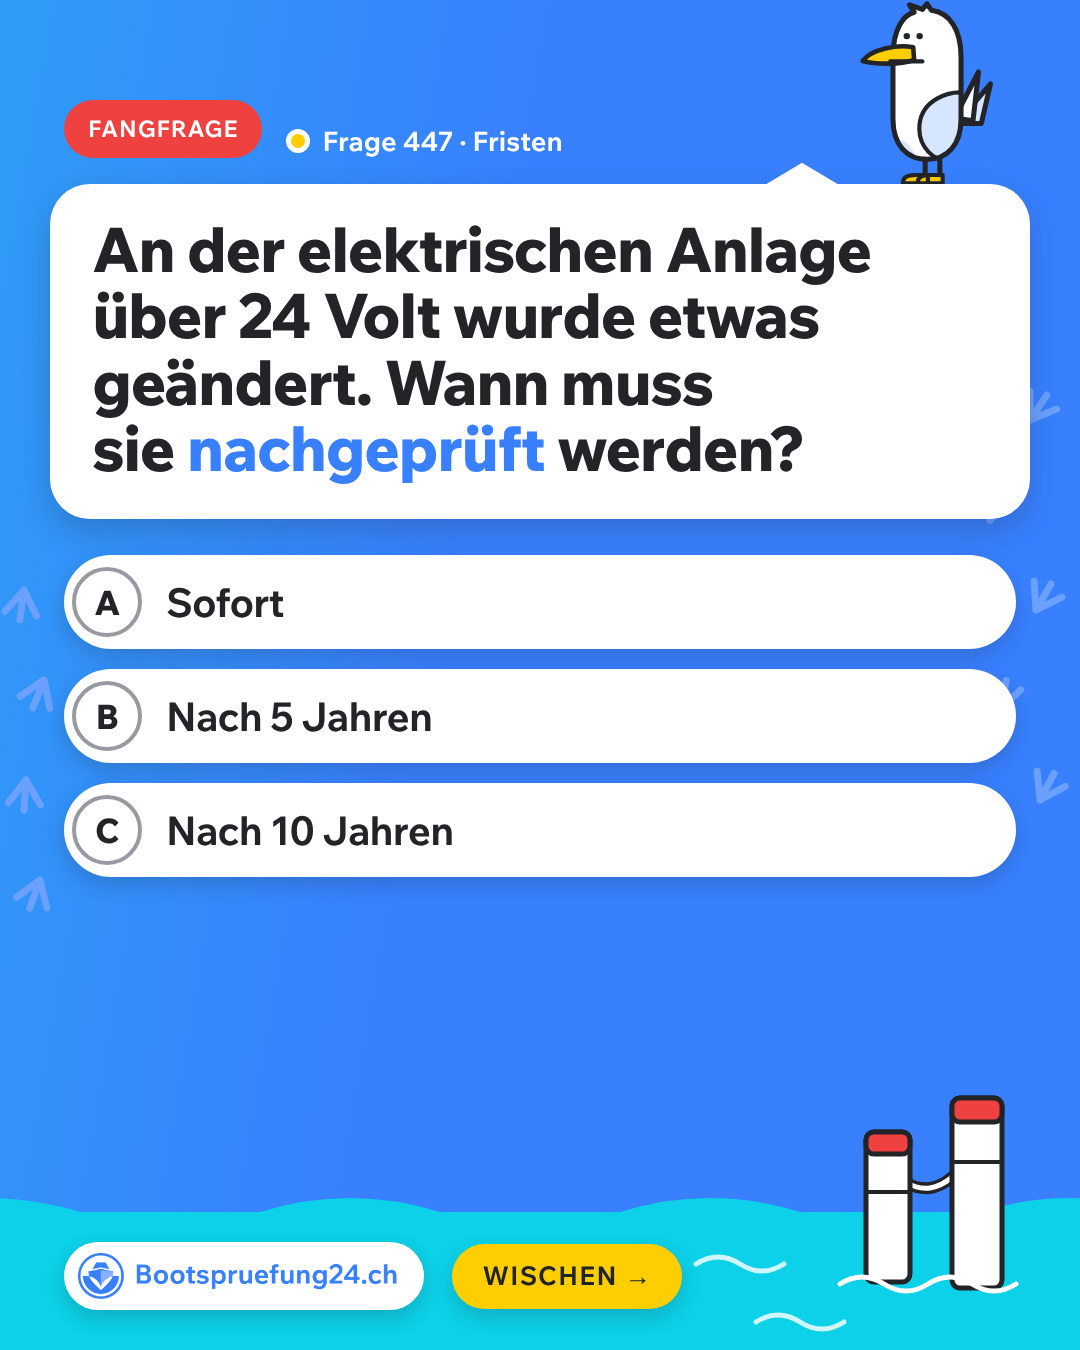 FANGFRAGE
Frage 447 · Fristen
An der elektrischen Anlage
über 24 Volt wurde etwas
geändert. Wann muss
sie nachgeprüft werden?
A Sofort
B Nach 5 Jahren
C Nach 10 Jahren
Bootspruefung24.ch
WISCHEN →